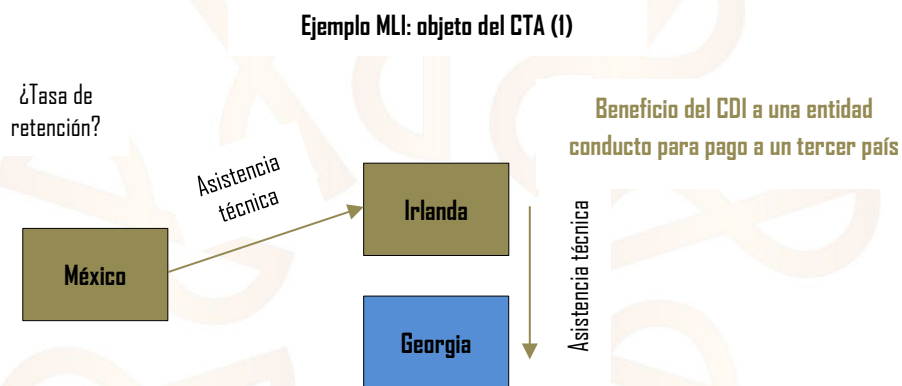 Ejemplo MLI: objeto del CTA (1)
¿Tasa de
retención?
Beneficio del CDI a una entidad
conducto para pago a un tercer país
Asistencia
técnica
Irlanda
México
Asistencia técnica
Georgia